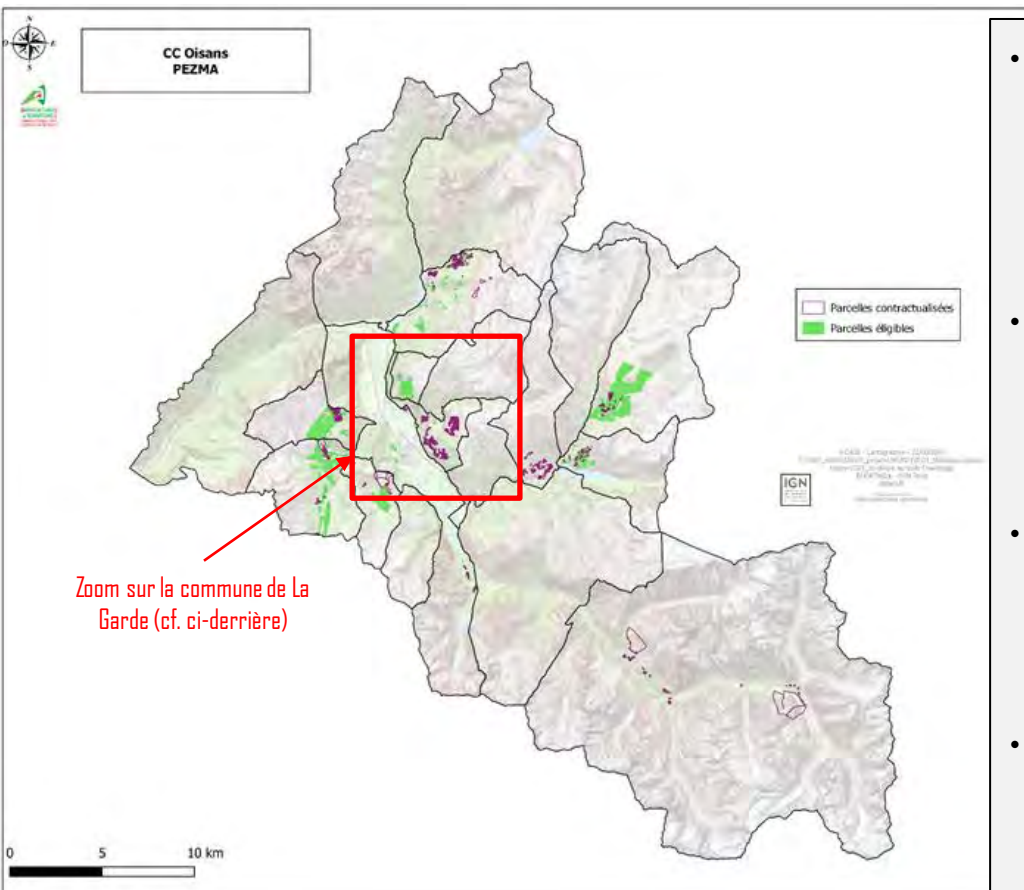 N
E
S
CC Oisans
PEZMA
Parcelles contractualisées
Parcelles éligibles
IGN
Zoom sur la commune de La
Garde (cf. ci-derrière)
0 5 10 km